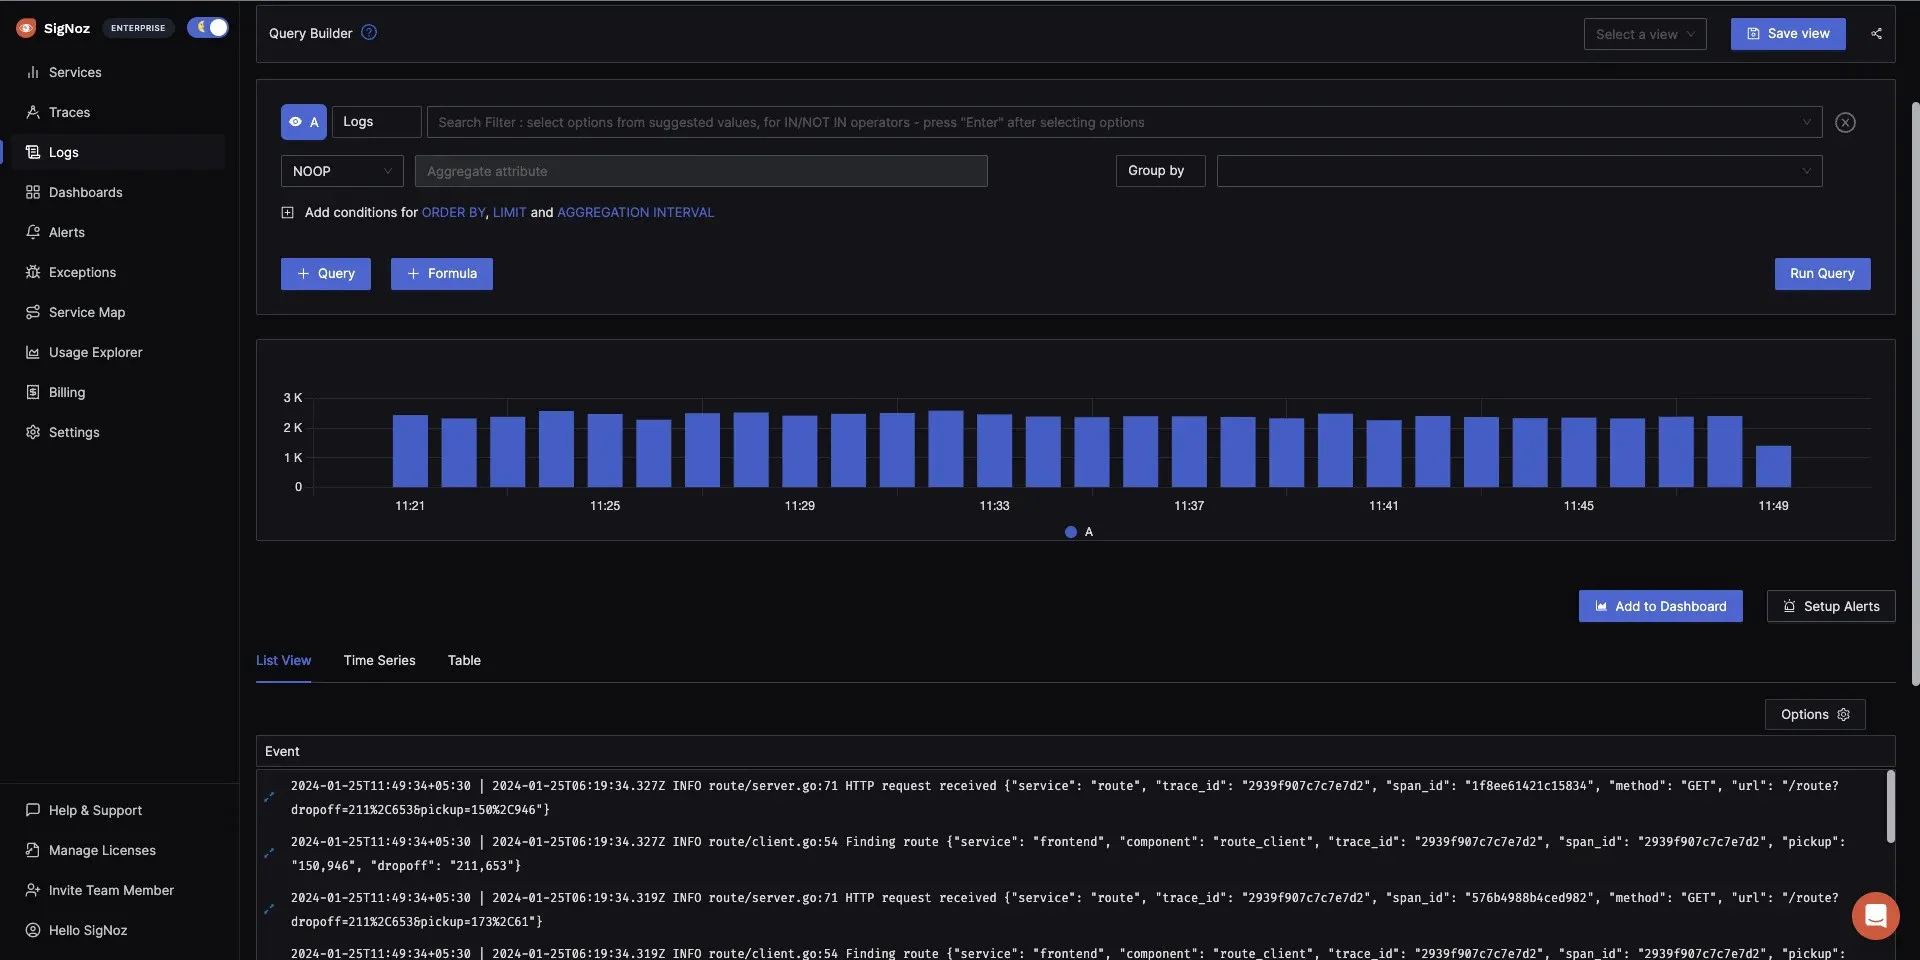 SigNoz ENTERPRISE
Services
Traces
Logs
Dashboards
Alerts
Exceptions
Service Map
Usage Explorer
Billing
Settings
Help & Support
Manage Licenses
Invite Team Member
Hello SigNoz
Query Builder ?
Select a view
Save view
A Logs Search Filter : select options from suggested values, for IN/NOT IN operators - press "Enter" after selecting options
NOOP Aggregate attribute Group by
Add conditions for ORDER BY, LIMIT and AGGREGATION INTERVAL
+ Query + Formula Run Query
3 K
2 K
1 K
0
11:21 11:25 11:29 11:33 11:37 11:41 11:45 11:49
A
Add to Dashboard Setup Alerts
List View Time Series Table
Options
Event
2024-01-25T11:49:34+05:30 | 2024-01-25T06:19:34.327Z INFO route/server.go:71 HTTP request received {"service": "route", "trace_id": "2939f907c7c7e7d2", "span_id": "1f8ee61421c15834", "method": "GET", "url": "/route?
dropoff=211%2C653&pickup=150%2C946"}
2024-01-25T11:49:34+05:30 | 2024-01-25T06:19:34.327Z INFO route/client.go:54 Finding route {"service": "frontend", "component": "route_client", "trace_id": "2939f907c7c7e7d2", "span_id": "2939f907c7c7e7d2", "pickup":
"150,946", "dropoff": "211,653"}
2024-01-25T11:49:34+05:30 | 2024-01-25T06:19:34.319Z INFO route/server.go:71 HTTP request received {"service": "route", "trace_id": "2939f907c7c7e7d2", "span_id": "576b4988b4ced982", "method": "GET", "url": "/route?
dropoff=211%2C653&pickup=173%2C61"}
2024-01-25T11:49:34+05:30 | 2024-01-25T06:19:34.319Z INFO route/client.go:54 Finding route {"service": "frontend", "component": "route_client", "trace_id": "2939f907c7c7e7d2", "span_id": "2939f907c7c7e7d2", "pickup":